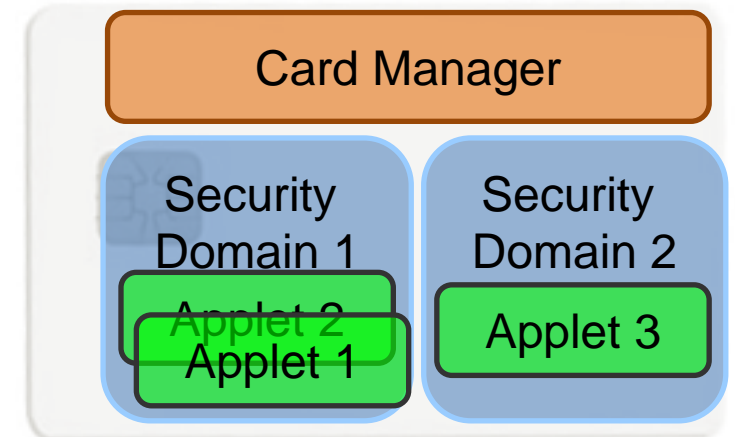 Card Manager
Security
Domain 1
Applet 2
Applet 1
Security
Domain 2
Applet 3